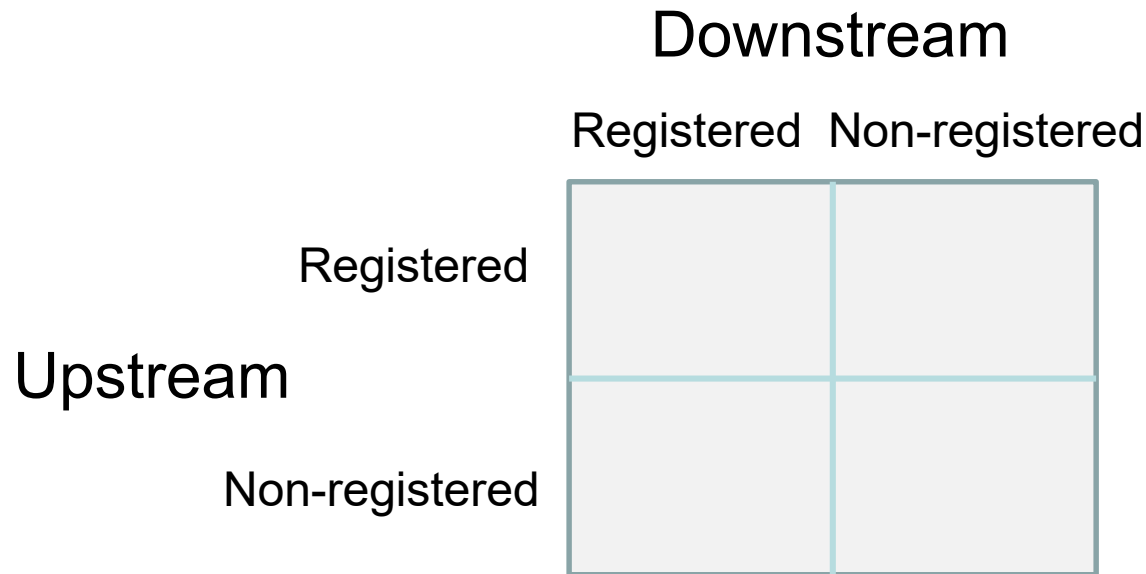 Downstream
Registered Non-registered
Registered
Upstream
Non-registered